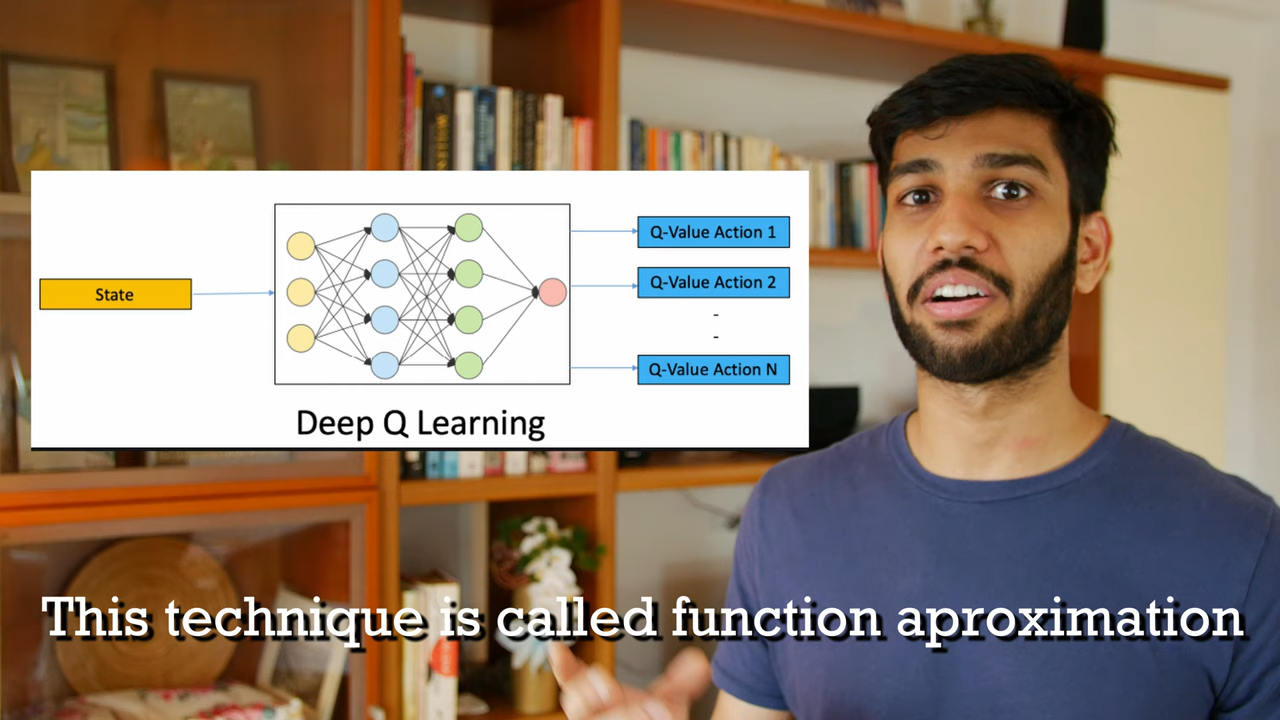 State
Q-Value Action 1
Q-Value Action 2
-
-
Q-Value Action N
Deep Q Learning
This technique is called function aproximation